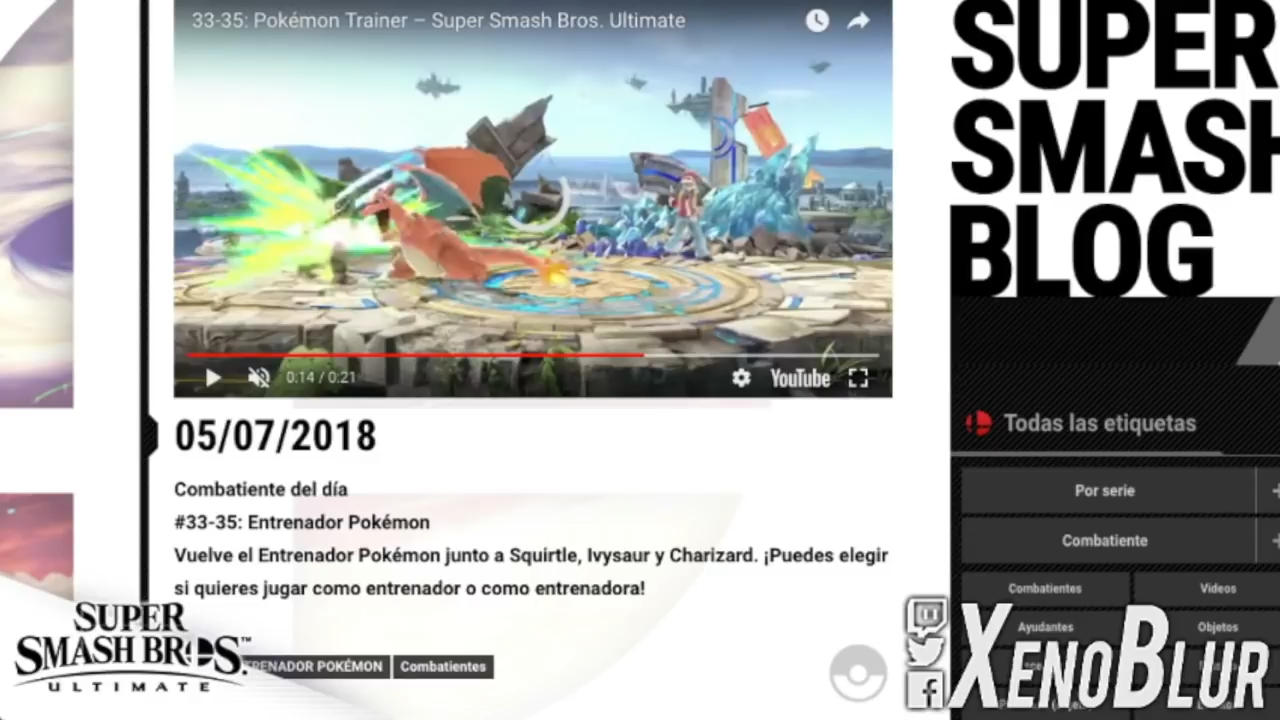 33-35: Pokémon Trainer – Super Smash Bros. Ultimate
0:14 / 0:21
YouTube
05/07/2018
Combatiente del día
#33-35: Entrenador Pokémon
Vuelve el Entrenador Pokémon junto a Squirtle, Ivysaur y Charizard. ¡Puedes elegir
si quieres jugar como entrenador o como entrenadora!
TRENADOR POKÉMON
Combatientes
SUPER
SMASH BROS.™
ULTIMATE
SUPER
SMASH
BLOG
Todas las etiquetas
Por serie
Combatiente
Combatientes
Videos
Ayudantes
Objetos
XENOBLUR